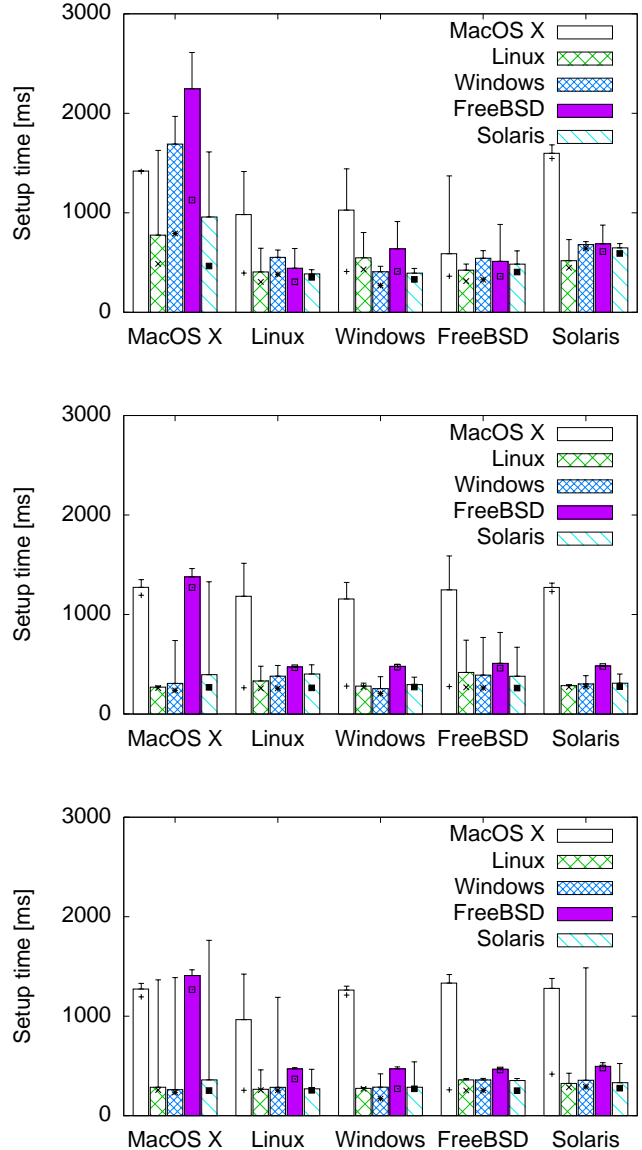 3000
2000
1000
0
Setup time [ms]
MacOS X
Linux
Windows
FreeBSD
Solaris
MacOS X Linux Windows FreeBSD Solaris
3000
2000
1000
0
Setup time [ms]
MacOS X
Linux
Windows
FreeBSD
Solaris
MacOS X Linux Windows FreeBSD Solaris
3000
2000
1000
0
Setup time [ms]
MacOS X
Linux
Windows
FreeBSD
Solaris
MacOS X Linux Windows FreeBSD Solaris